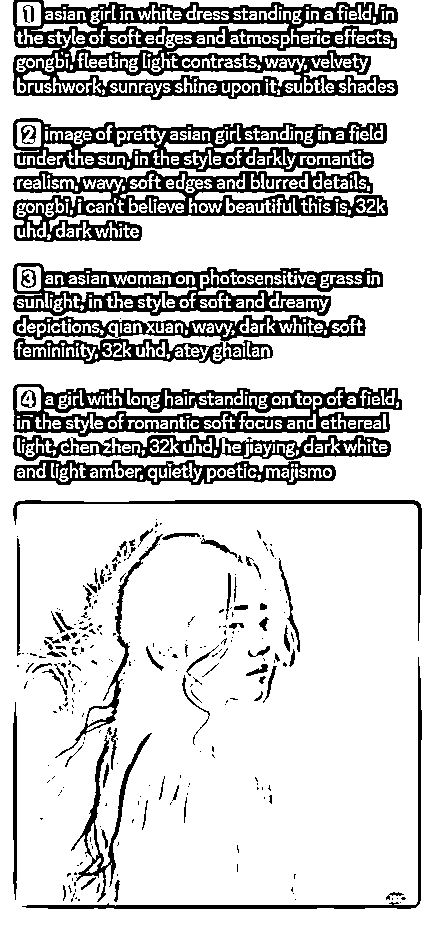 1 asian girl in white dress standing in a field, in
the style of soft edges and atmospheric effects,
gongbi, fleeting light contrasts, wavy, velvety
brushwork, sunrays shine upon it, subtle shades
2 image of pretty asian girl standing in a field
under the sun, in the style of darkly romantic
realism, wavy, soft edges and blurred details,
gongbi, i can't believe how beautiful this is, 32k
uhd, dark white
3 an asian woman on photosensitive grass in
sunlight, in the style of soft and dreamy
depictions, qian xuan, wavy, dark white, soft
femininity, 32k uhd, atey ghailan
4 a girl with long hair standing on top of a field,
in the style of romantic soft focus and ethereal
light, chen zhen, 32k uhd, he jiaying, dark white
and light amber, quietly poetic, majismo